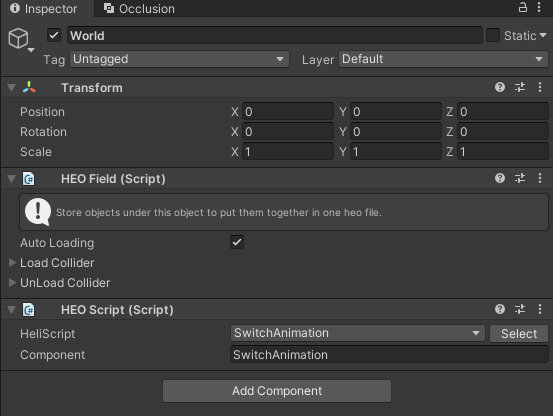 Inspector Occlusion
World Static
Tag Untagged Layer Default
Transform
Position X 0 Y 0 Z 0
Rotation X 0 Y 0 Z 0
Scale X 1 Y 1 Z 1
HEO Field (Script)
Store objects under this object to put them together in one heo file.
Auto Loading
Load Collider
UnLoad Collider
HEO Script (Script)
HeliScript SwitchAnimation Select
Component SwitchAnimation
Add Component